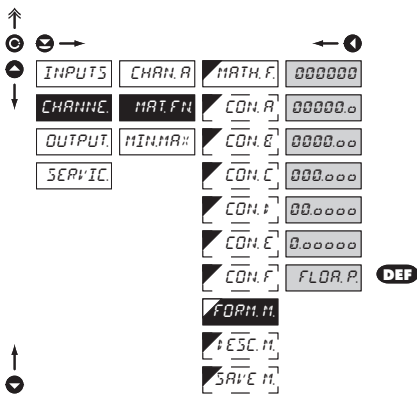 INPUTS CHAN. A MATH. F. 000000
CHANNE. MAT. FN. CON. A 00000.0
OUTPUT. MIN.MAX CON. B 0000.00
SERVIC. CON. C 000.000
CON. D 00.0000
CON. E 0.00000
CON. F FLOA. P. DEF
FORM. M.
DESC. M.
SAVE M.